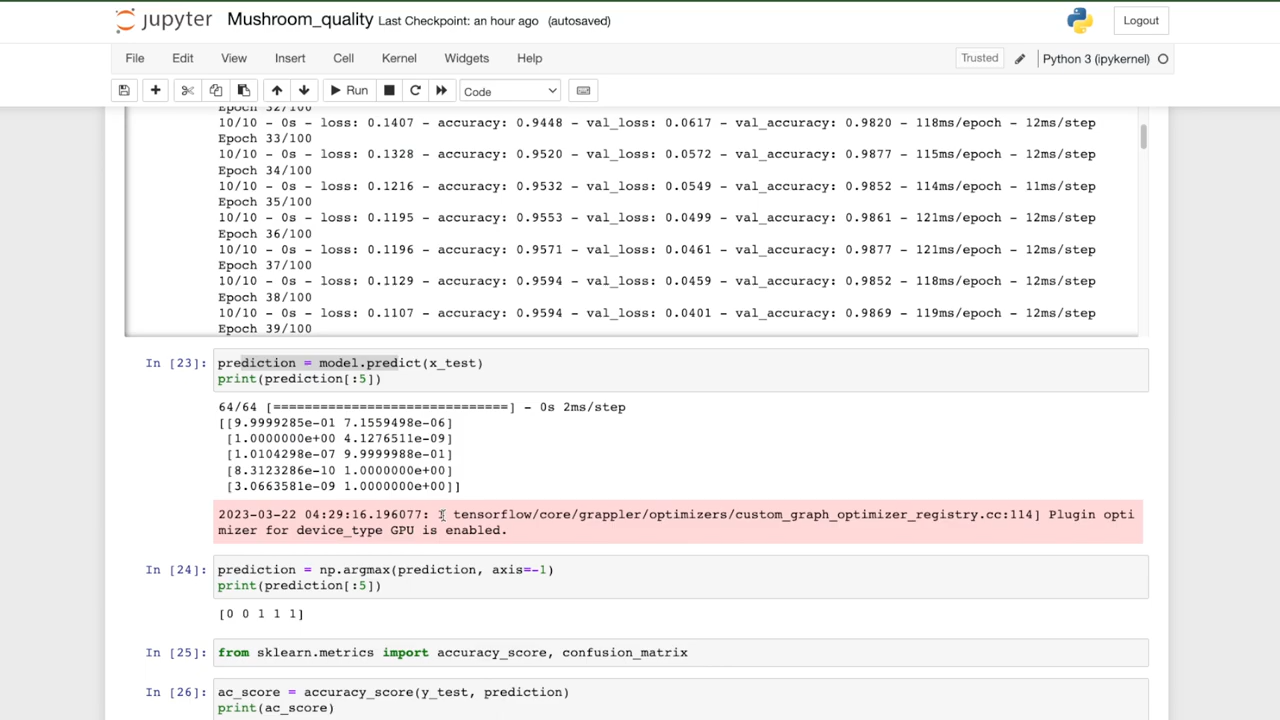 jupyter Mushroom_quality Last Checkpoint: an hour ago (autosaved) Logout
File Edit View Insert Cell Kernel Widgets Help Trusted Python 3 (ipykernel)
Run Code
Epoch 32/100
10/10 - 0s - loss: 0.1407 - accuracy: 0.9448 - val_loss: 0.0617 - val_accuracy: 0.9820 - 118ms/epoch - 12ms/step
Epoch 33/100
10/10 - 0s - loss: 0.1328 - accuracy: 0.9520 - val_loss: 0.0572 - val_accuracy: 0.9877 - 115ms/epoch - 12ms/step
Epoch 34/100
10/10 - 0s - loss: 0.1216 - accuracy: 0.9532 - val_loss: 0.0549 - val_accuracy: 0.9852 - 114ms/epoch - 11ms/step
Epoch 35/100
10/10 - 0s - loss: 0.1195 - accuracy: 0.9553 - val_loss: 0.0499 - val_accuracy: 0.9861 - 121ms/epoch - 12ms/step
Epoch 36/100
10/10 - 0s - loss: 0.1196 - accuracy: 0.9571 - val_loss: 0.0461 - val_accuracy: 0.9877 - 121ms/epoch - 12ms/step
Epoch 37/100
10/10 - 0s - loss: 0.1129 - accuracy: 0.9594 - val_loss: 0.0459 - val_accuracy: 0.9852 - 118ms/epoch - 12ms/step
Epoch 38/100
10/10 - 0s - loss: 0.1107 - accuracy: 0.9594 - val_loss: 0.0401 - val_accuracy: 0.9869 - 119ms/epoch - 12ms/step
Epoch 39/100
In [23]: prediction = model.predict(x_test)
print(prediction[:5])
64/64 [==============================] - 0s 2ms/step
[[9.9999285e-01 7.1559498e-06]
[1.0000000e+00 4.1276511e-09]
[1.0104298e-07 9.9999988e-01]
[8.3123286e-10 1.0000000e+00]
[3.0663581e-09 1.0000000e+00]]
2023-03-22 04:29:16.196077: tensorflow/core/grappler/optimizers/custom_graph_optimizer_registry.cc:114] Plugin opti
mizer for device_type GPU is enabled.
In [24]: prediction = np.argmax(prediction, axis=-1)
print(prediction[:5])
[0 0 1 1 1]
In [25]: from sklearn.metrics import accuracy_score, confusion_matrix
In [26]: ac_score = accuracy_score(y_test, prediction)
print(ac_score)